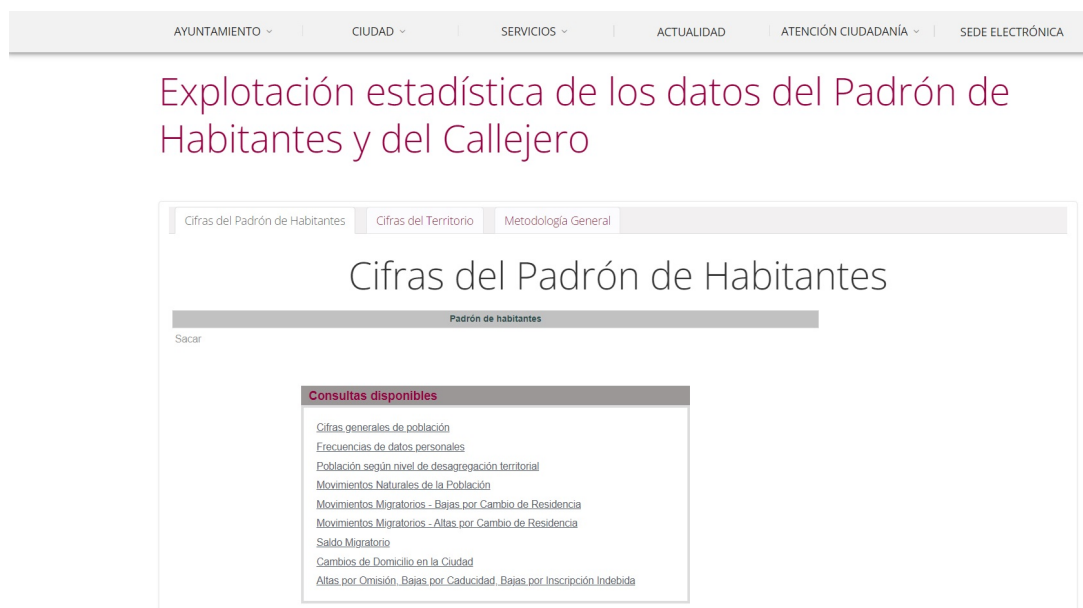 AYUNTAMIENTO CIUDAD SERVICIOS ACTUALIDAD ATENCIÓN CIUDADANÍA SEDE ELECTRÓNICA
Explotación estadística de los datos del Padrón de
Habitantes y del Callejero
Cifras del Padrón de Habitantes Cifras del Territorio Metodología General
Cifras del Padrón de Habitantes
Padrón de habitantes
Sacar
Consultas disponibles
Cifras generales de población
Frecuencias de datos personales
Población según nivel de desagregación territorial
Movimientos Naturales de la Población
Movimientos Migratorios - Bajas por Cambio de Residencia
Movimientos Migratorios - Altas por Cambio de Residencia
Saldo Migratorio
Cambios de Domicilio en la Ciudad
Altas por Omisión, Bajas por Caducidad, Bajas por Inscripción Indebida